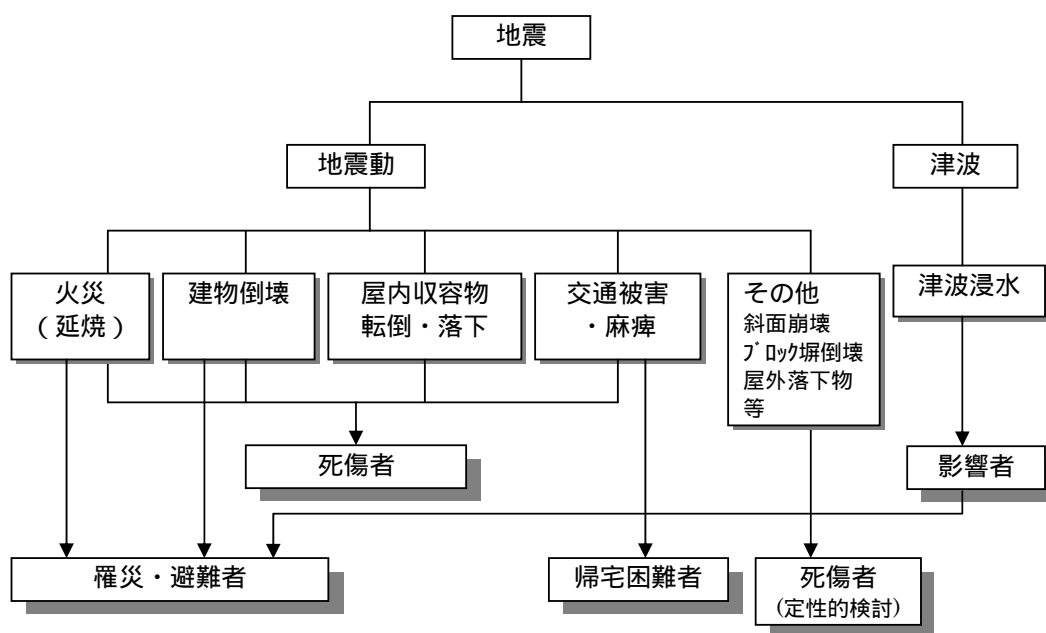 地震
地震動
津波
火災
（延焼）
建物倒壊
屋内収容物
転倒・落下
交通被害
・麻痺
その他
斜面崩壊
ﾌﾞﾛｯｸ塀倒壊
屋外落下物
等
津波浸水
死傷者
影響者
罹災・避難者
帰宅困難者
死傷者
(定性的検討)